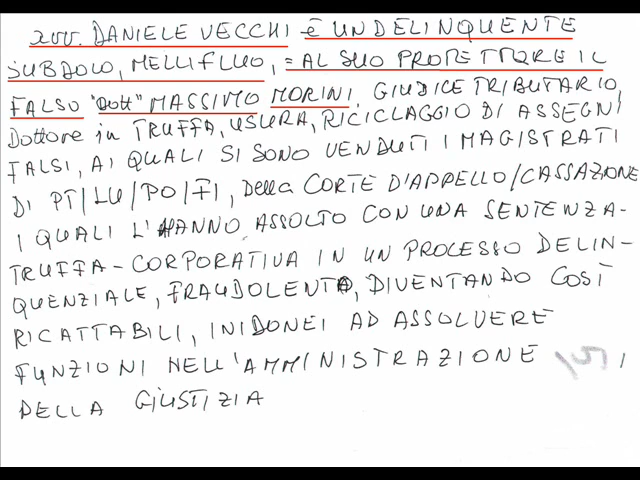 avv. DANIELE VECCHI è UN DELINQUENTE
SUBDOLO, MELLIFLUO, = AL SUO PROTETTORE IL
FALSO "Dott" MASSIMO MORINI. GIUDICE TRIBUTARIO,
Dottore in TRUFFA, USURA, RICICLAGGIO DI ASSEGNI
FALSI, AI QUALI SI SONO VENDUTI I MAGISTRATI
DI PT/LU/PO/FI, Della CORTE D'APPELLO/CASSAZIONE
I QUALI L'HANNO ASSOLTO CON UNA SENTENZA-
TRUFFA-CORPORATIVA IN UN PROCESSO DELIN-
QUENZIALE, FRAUDOLENTO, DIVENTANDO COSÌ
RICATTABILI, INIDONEI AD ASSOLVERE
FUNZIONI NELL'AMMINISTRAZIONE
DELLA GIUSTIZIA